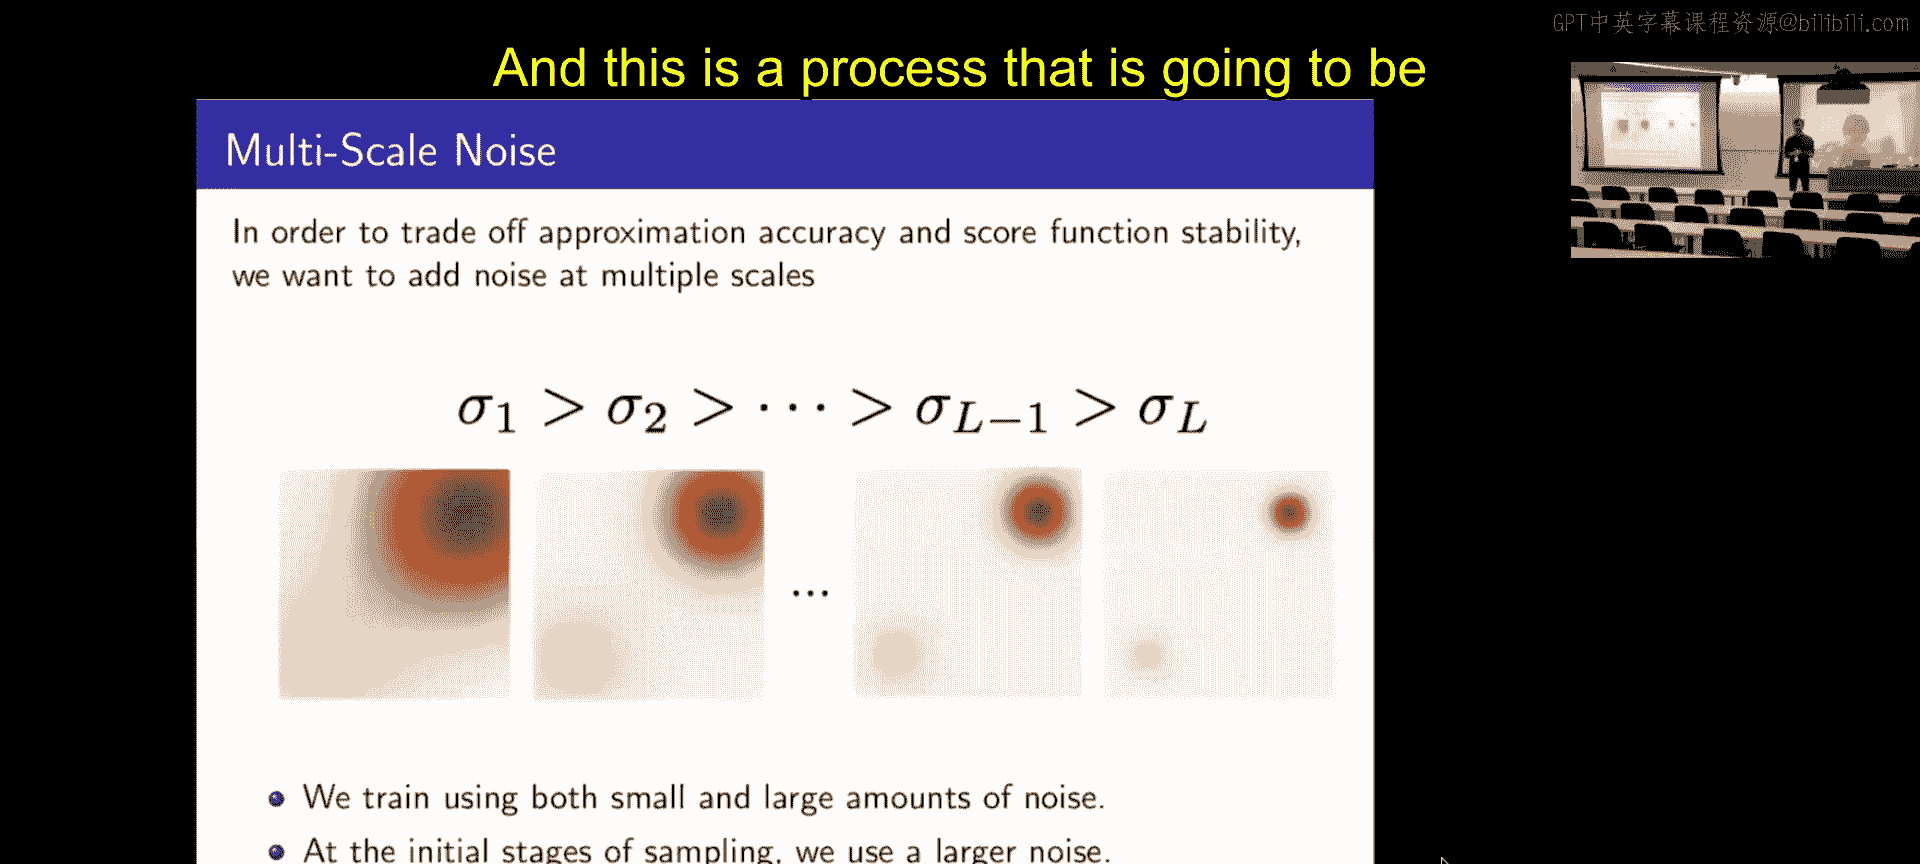 GPT中英字幕课程资源@bilibili.com
And this is a process that is going to be
Multi-Scale Noise
In order to trade off approximation accuracy and score function stability,
we want to add noise at multiple scales
σ₁ > σ₂ > ⋯ > σ_{L−1} > σ_L
...
We train using both small and large amounts of noise.
At the initial stages of sampling, we use a larger noise.